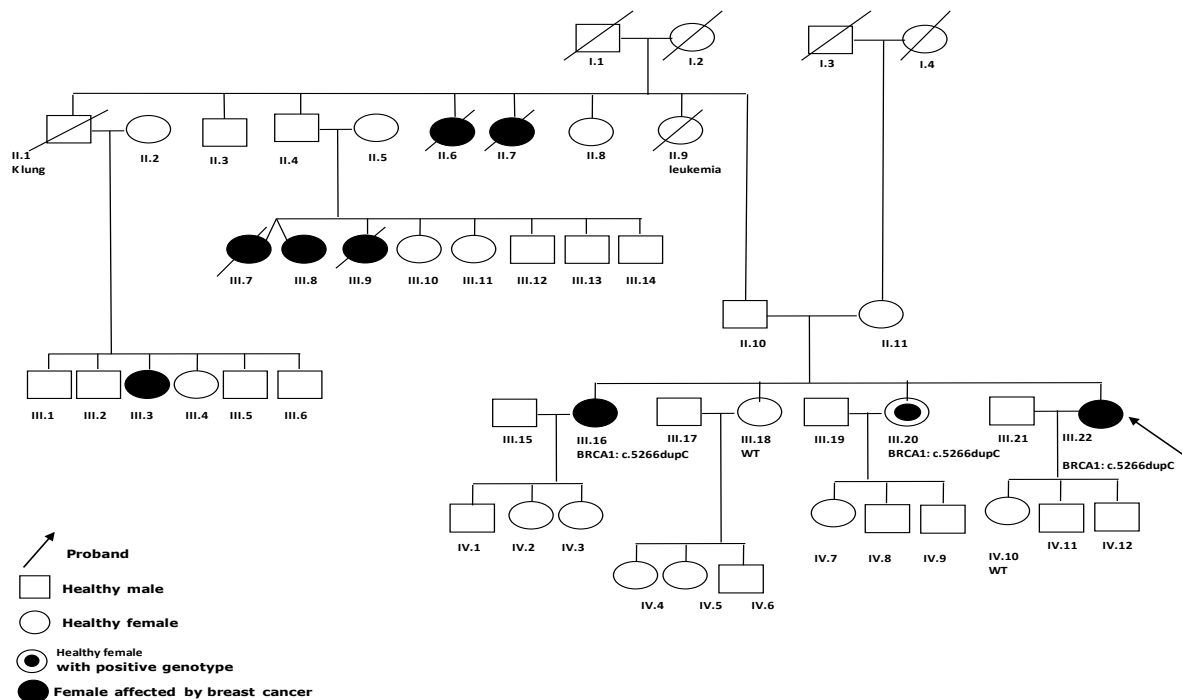 I.1 I.2 I.3 I.4
II.1 II.2 II.3 II.4 II.5 II.6 II.7 II.8 II.9
K lung leukemia
III.7 III.8 III.9 III.10 III.11 III.12 III.13 III.14
II.10 II.11
III.1 III.2 III.3 III.4 III.5 III.6
III.15 III.16 III.17 III.18 III.19 III.20 III.21 III.22
BRCA1: c.5266dupC WT BRCA1: c.5266dupC
BRCA1: c.5266dupC
IV.1 IV.2 IV.3 IV.7 IV.8 IV.9 IV.10 IV.11 IV.12
WT
IV.4 IV.5 IV.6
Proband
Healthy male
Healthy female
Healthy female
with positive genotype
Female affected by breast cancer